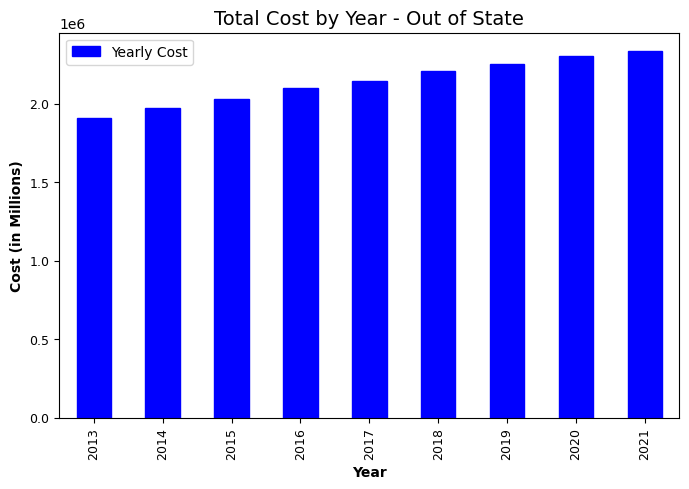 Total Cost by Year - Out of State
1e6
Yearly Cost
Cost (in Millions)
2.0
1.5
1.0
0.5
0.0
2013
2014
2015
2016
2017
2018
2019
2020
2021
Year